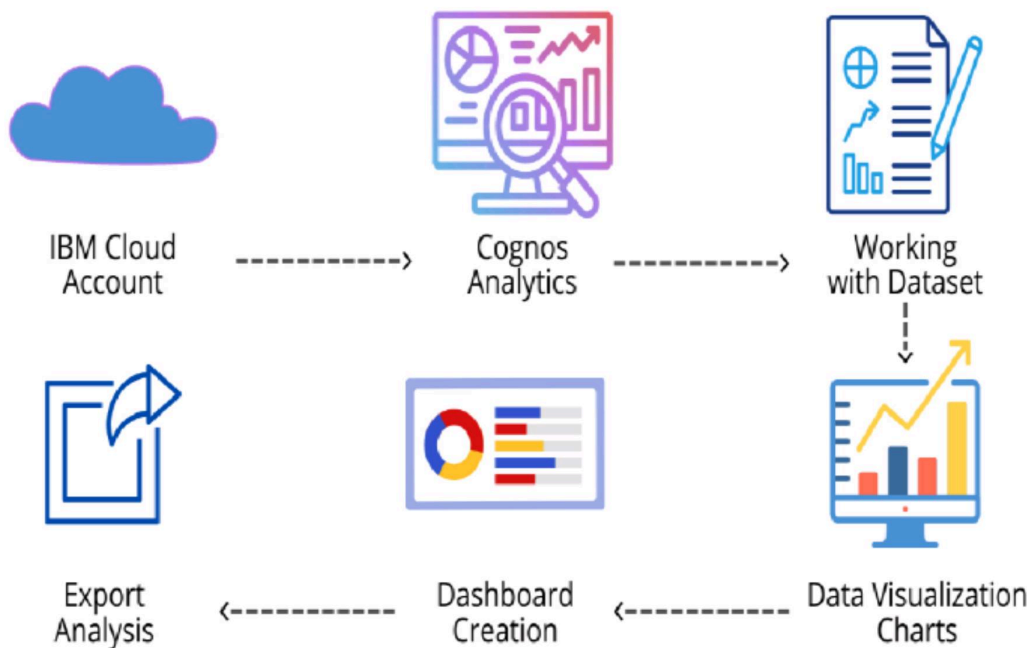 IBM Cloud
Account
Cognos
Analytics
Working
with Dataset
Export
Analysis
Dashboard
Creation
Data Visualization
Charts